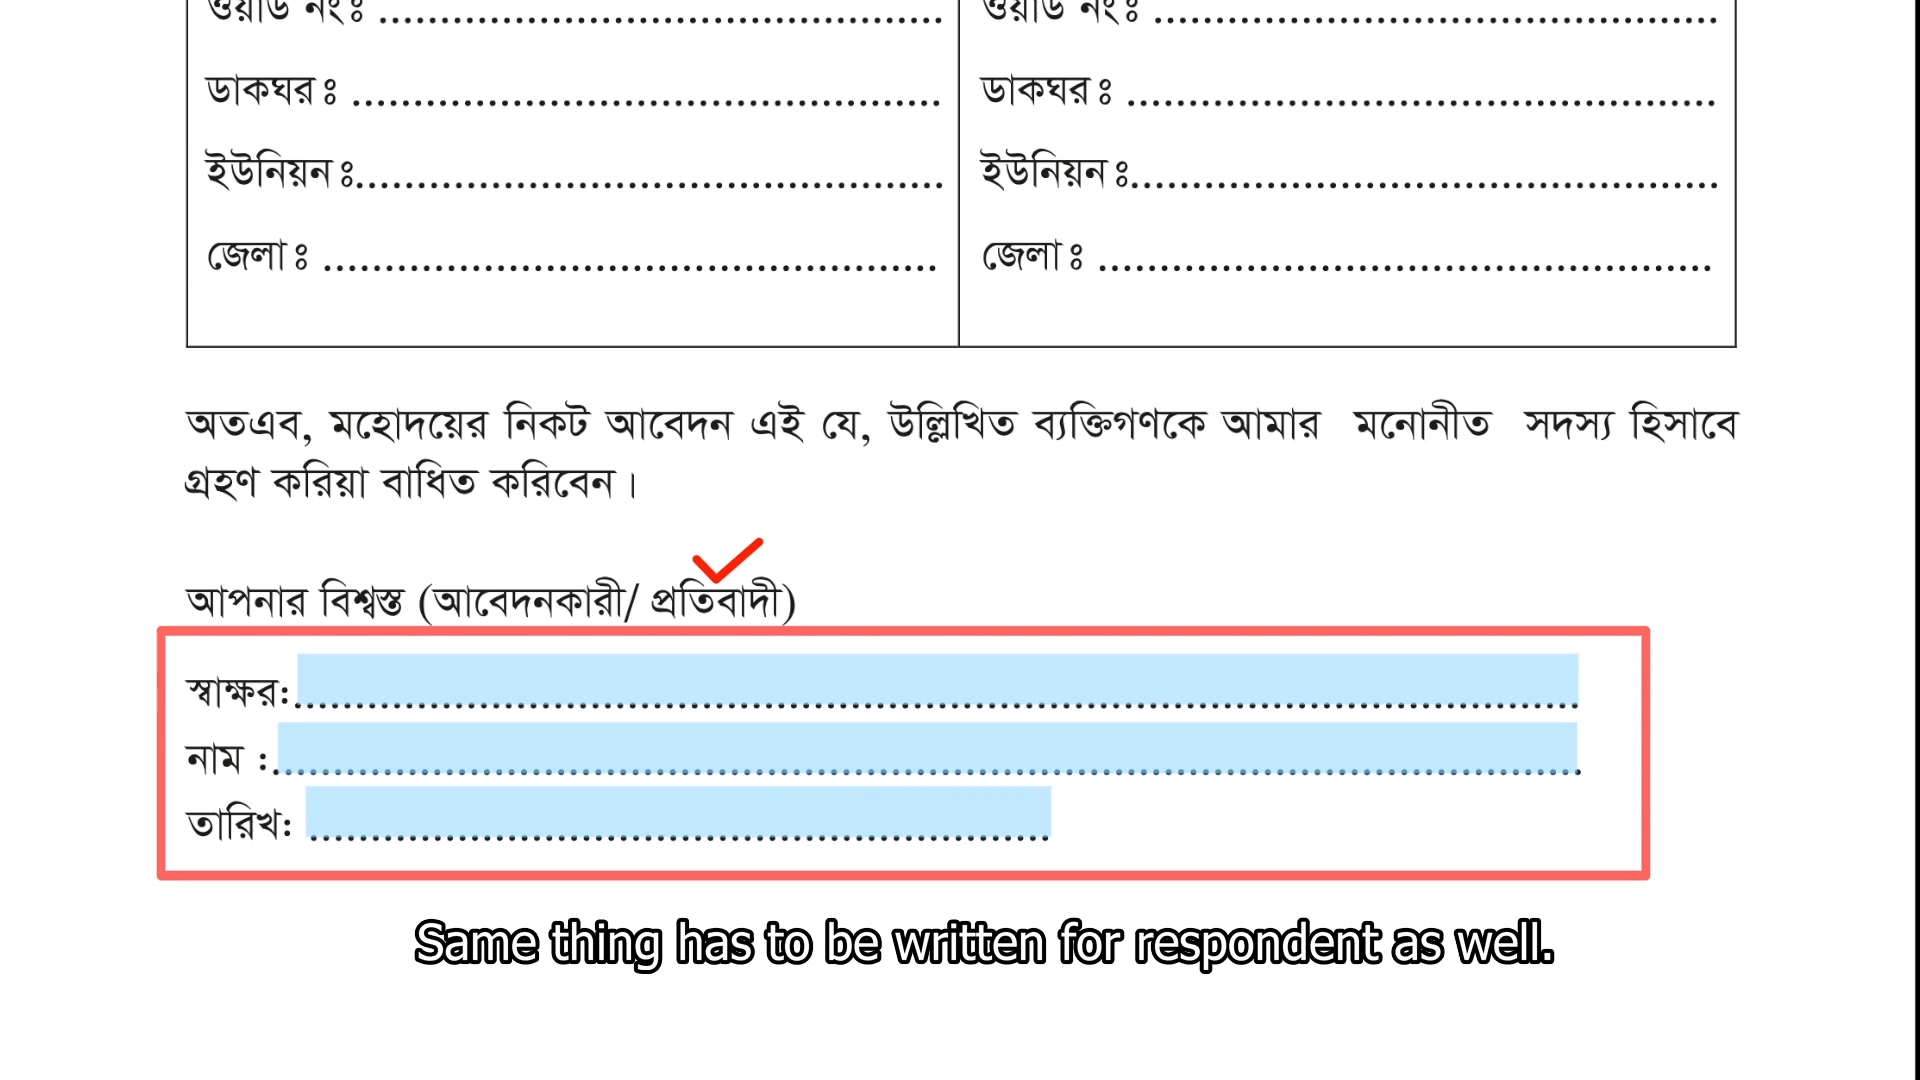 ওয়ার্ড নংঃ ............................................. ওয়ার্ড নংঃ .............................................
ডাকঘরঃ ............................................... ডাকঘরঃ ...............................................
ইউনিয়নঃ............................................... ইউনিয়নঃ...............................................
জেলাঃ ................................................. জেলাঃ .................................................
অতএব, মহোদয়ের নিকট আবেদন এই যে, উল্লিখিত ব্যক্তিগণকে আমার মনোনীত সদস্য হিসাবে
গ্রহণ করিয়া বাধিত করিবেন।
আপনার বিশ্বস্ত (আবেদনকারী/ প্রতিবাদী)
স্বাক্ষর:..........................................................................................................
নাম :............................................................................................................
তারিখ: .............................................................
Same thing has to be written for respondent as well.